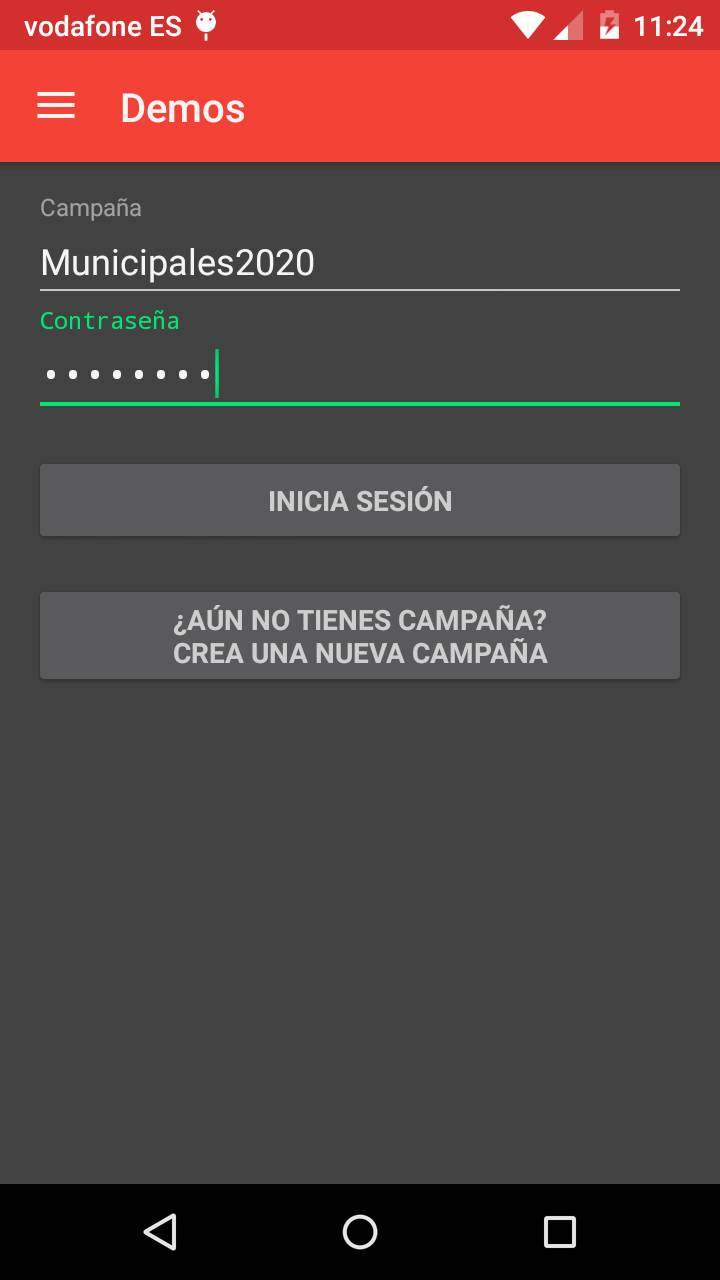 vodafone ES 11:24
Demos
Campaña
Municipales2020
Contraseña
••••••••
INICIA SESIÓN
¿AÚN NO TIENES CAMPAÑA?
CREA UNA NUEVA CAMPAÑA